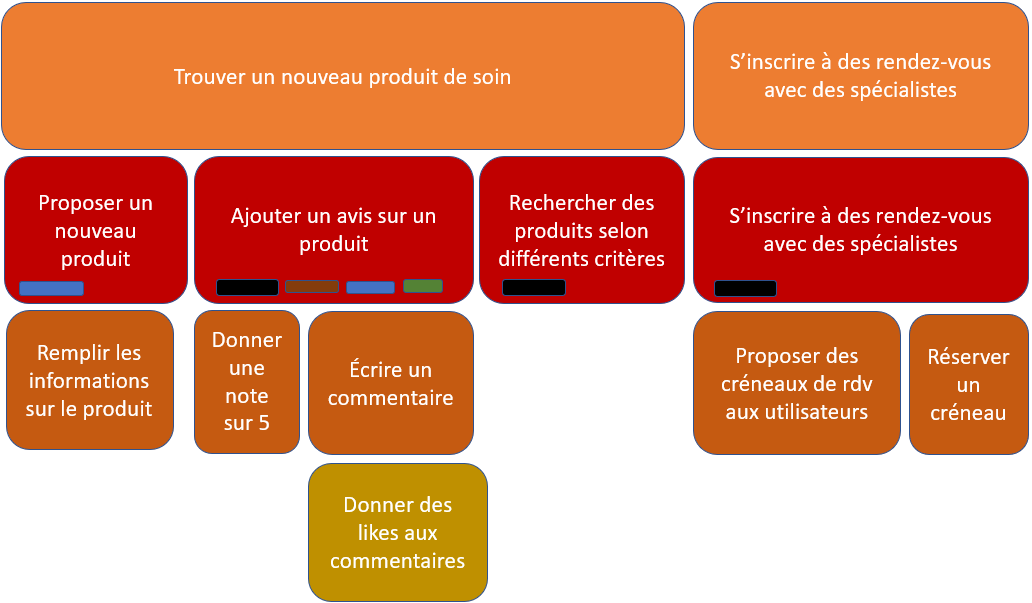 Trouver un nouveau produit de soin
S’inscrire à des rendez-vous
avec des spécialistes
Proposer un
nouveau
produit
Ajouter un avis sur un
produit
Rechercher des
produits selon
différents critères
S’inscrire à des rendez-vous
avec des spécialistes
Remplir les
informations
sur le produit
Donner
une
note
sur 5
Écrire un
commentaire
Proposer des
créneaux de rdv
aux utilisateurs
Réserver
un
créneau
Donner des
likes aux
commentaires